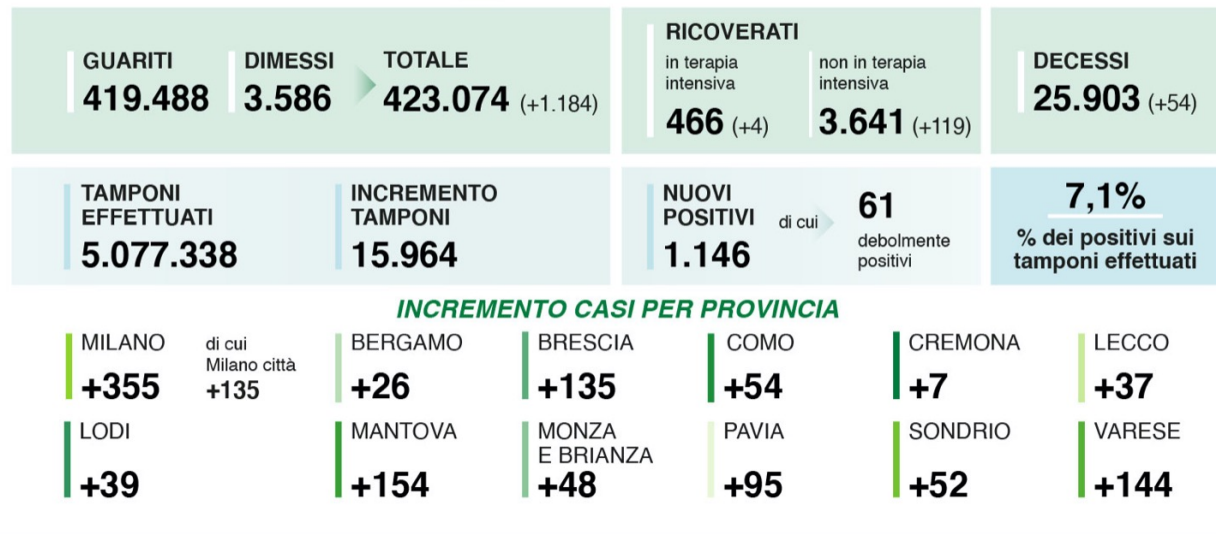 GUARITI
419.488
DIMESSI
3.586
TOTALE
423.074 (+1.184)
RICOVERATI
in terapia
intensiva
466 (+4)
non in terapia
intensiva
3.641 (+119)
DECESSI
25.903 (+54)
TAMPONI
EFFETTUATI
5.077.338
INCREMENTO
TAMPONI
15.964
NUOVI
POSITIVI
1.146
di cui
61
debolmente
positivi
7,1%
% dei positivi sui
tamponi effettuati
INCREMENTO CASI PER PROVINCIA
MILANO
+355
di cui
Milano città
+135
BERGAMO
+26
BRESCIA
+135
COMO
+54
CREMONA
+7
LECCO
+37
LODI
+39
MANTOVA
+154
MONZA
E BRIANZA
+48
PAVIA
+95
SONDRIO
+52
VARESE
+144